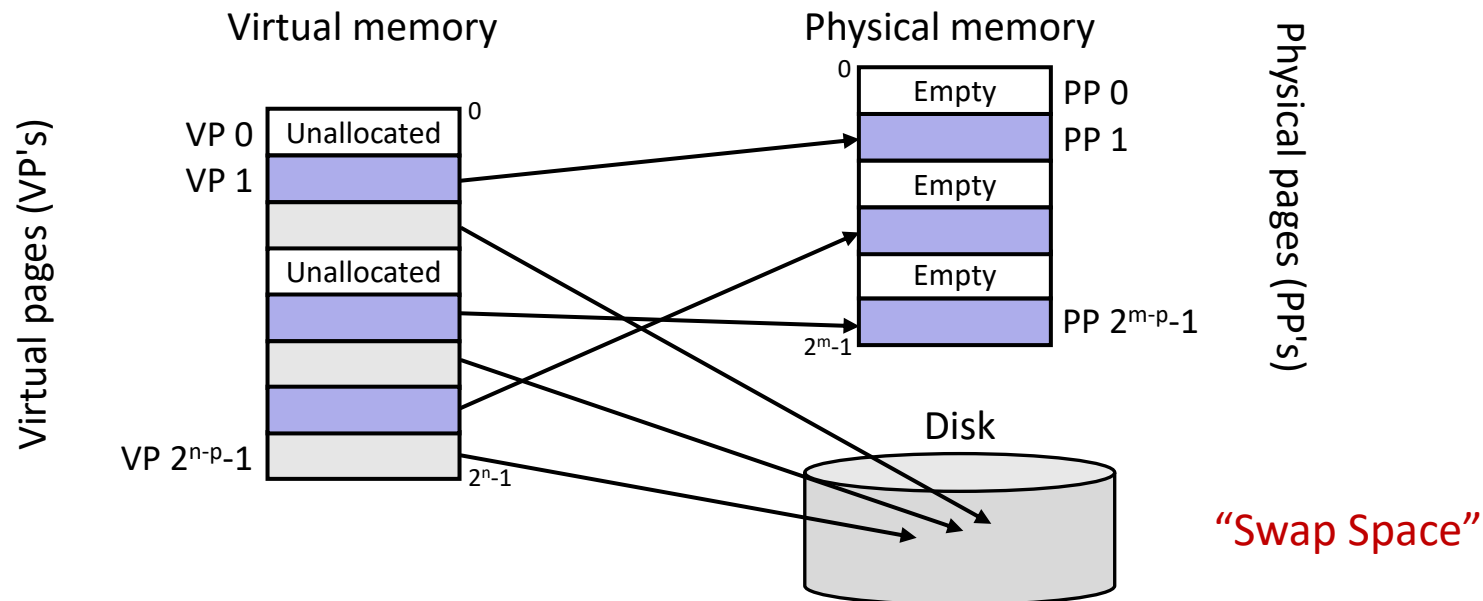 Virtual memory
Physical memory
Virtual pages (VP's)
Physical pages (PP's)
0
VP 0
Unallocated
VP 1
Unallocated
VP 2ⁿ⁻ᵖ-1
2ⁿ-1
0
Empty
PP 0
PP 1
Empty
Empty
PP 2ᵐ⁻ᵖ-1
2ᵐ-1
Disk
“Swap Space”